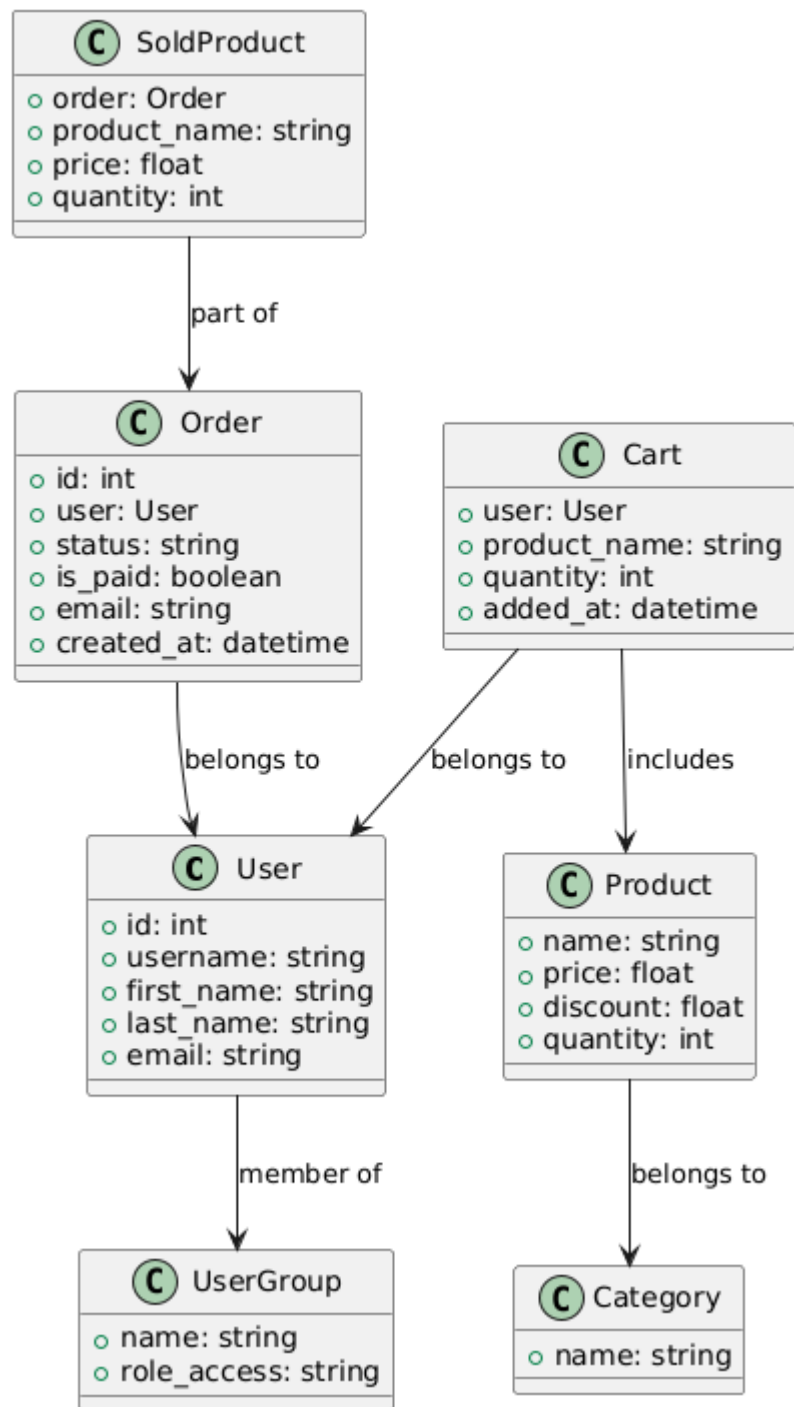 C SoldProduct
order: Order
product_name: string
price: float
quantity: int
part of
C Order
id: int
user: User
status: string
is_paid: boolean
email: string
created_at: datetime
C Cart
user: User
product_name: string
quantity: int
added_at: datetime
belongs to
belongs to
includes
C User
id: int
username: string
first_name: string
last_name: string
email: string
C Product
name: string
price: float
discount: float
quantity: int
member of
belongs to
C UserGroup
name: string
role_access: string
C Category
name: string